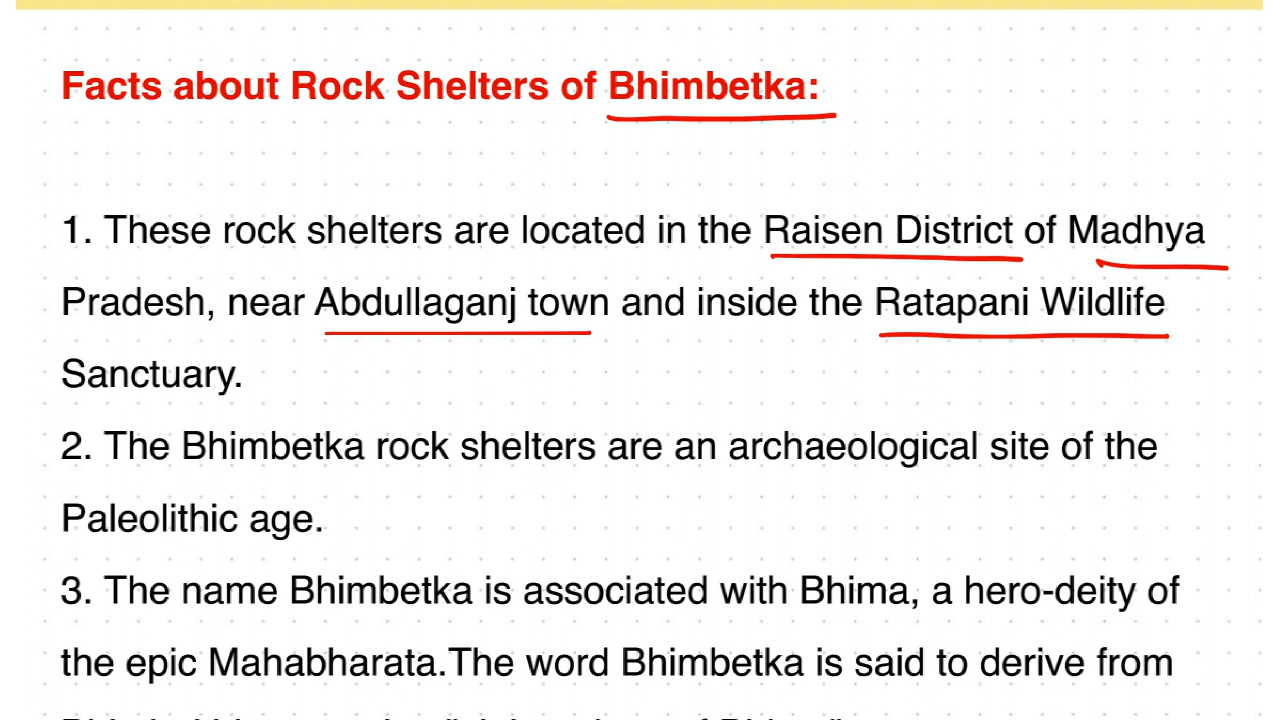 Facts about Rock Shelters of Bhimbetka:
1. These rock shelters are located in the Raisen District of Madhya
Pradesh, near Abdullaganj town and inside the Ratapani Wildlife
Sanctuary.
2. The Bhimbetka rock shelters are an archaeological site of the
Paleolithic age.
3. The name Bhimbetka is associated with Bhima, a hero-deity of
the epic Mahabharata.The word Bhimbetka is said to derive from